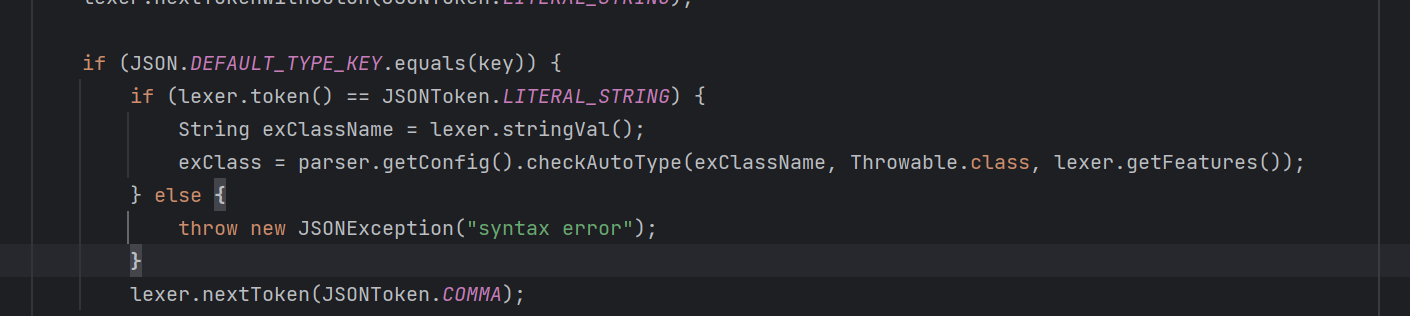 lexer.nextTokenWithColon(JSONToken.LITERAL_STRING);
if (JSON.DEFAULT_TYPE_KEY.equals(key)) {
if (lexer.token() == JSONToken.LITERAL_STRING) {
String exClassName = lexer.stringVal();
exClass = parser.getConfig().checkAutoType(exClassName, Throwable.class, lexer.getFeatures());
} else {
throw new JSONException("syntax error");
}
lexer.nextToken(JSONToken.COMMA);